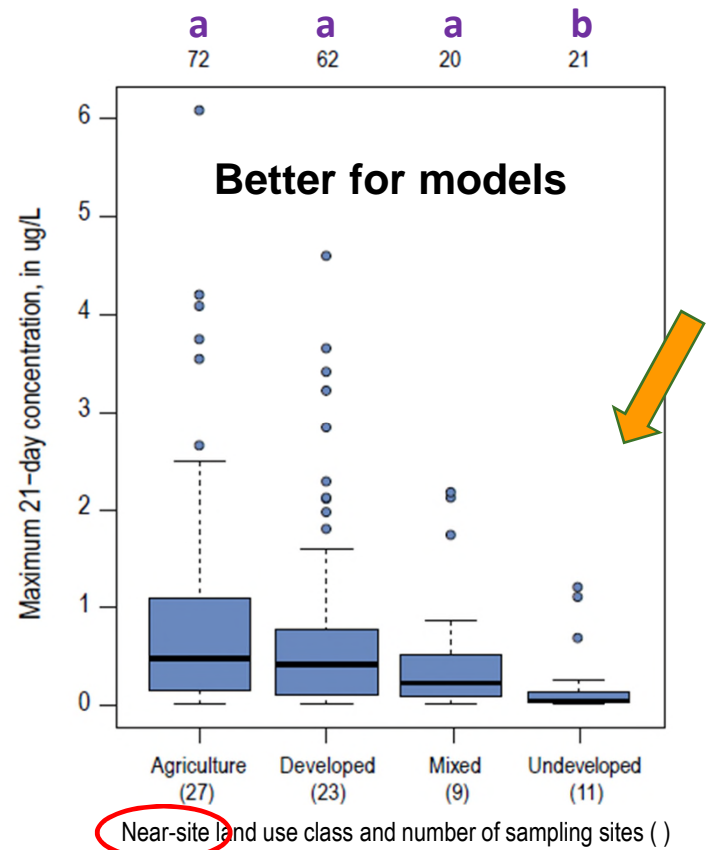 a a a b
72 62 20 21
Better for models
6
5
4
3
2
1
0
Maximum 21−day concentration, in ug/L
Agriculture Developed Mixed Undeveloped
(27) (23) (9) (11)
Near-site land use class and number of sampling sites ( )